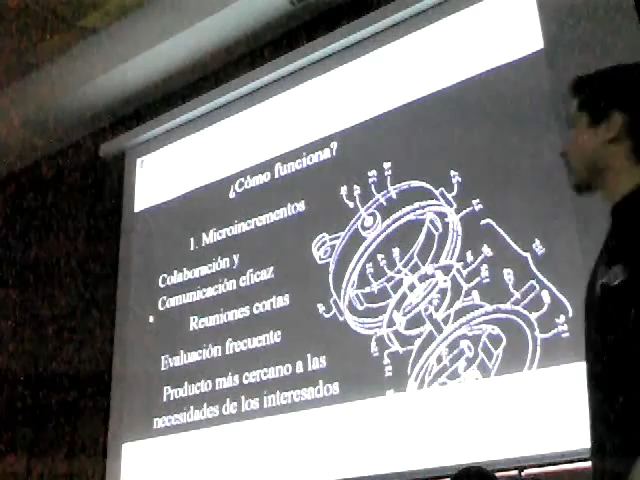 ¿Cómo funciona?
1. Microincrementos
Colaboración y
Comunicación eficaz
Reuniones cortas
Evaluación frecuente
Producto más cercano a las
necesidades de los interesados